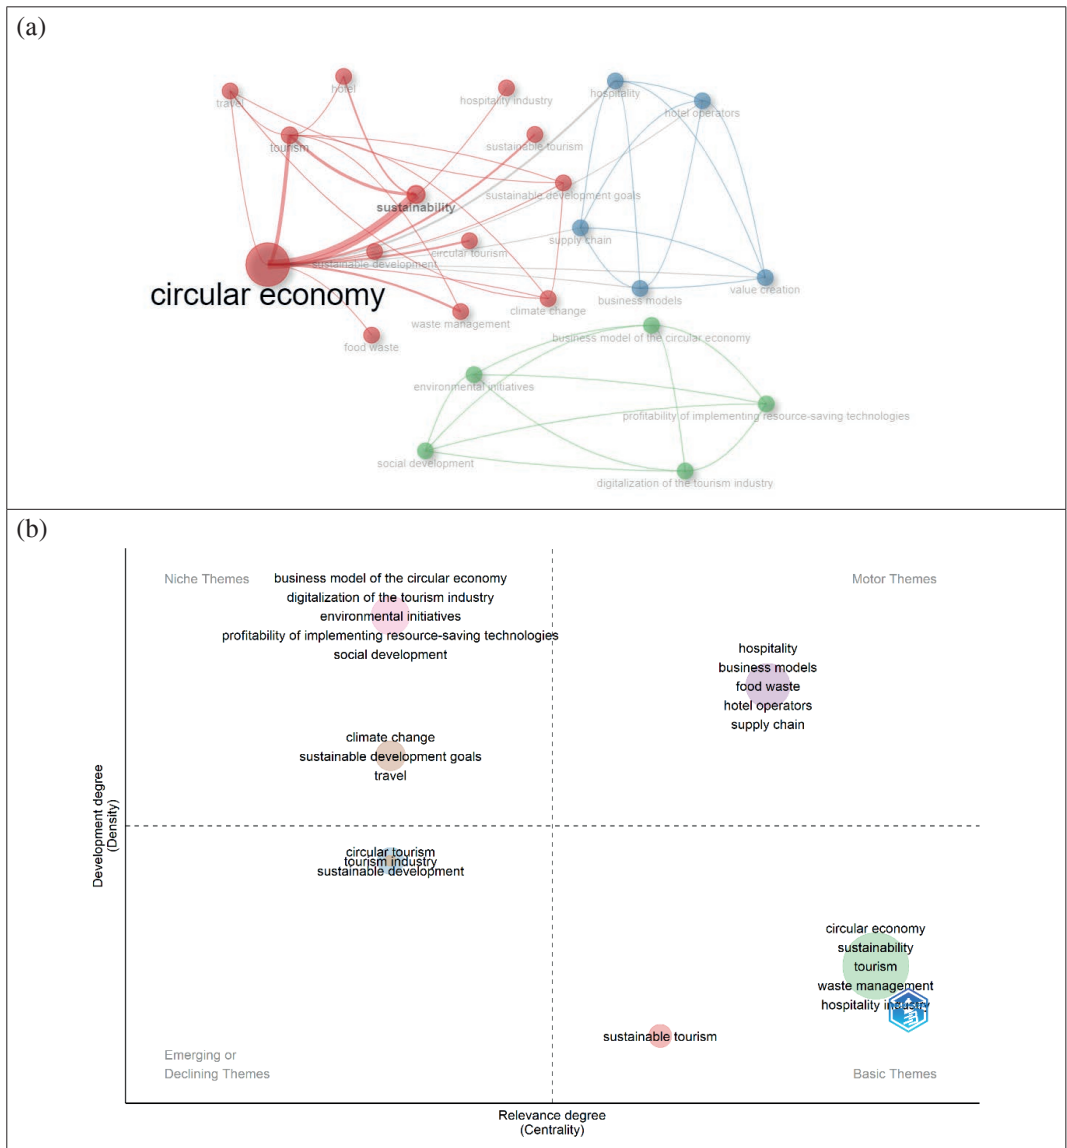 (a)
hotel
travel
hospitality industry
hospitality
hotel operators
tourism
sustainable tourism
sustainable development goals
sustainability
supply chain
circular tourism
sustainable development
circular economy
value creation
business models
climate change
waste management
food waste
business model of the circular economy
environmental initiatives
profitability of implementing resource-saving technologies
social development
digitalization of the tourism industry
(b)
Niche Themes
Motor Themes
business model of the circular economy
digitalization of the tourism industry
environmental initiatives
profitability of implementing resource-saving technologies
social development
hospitality
business models
food waste
hotel operators
supply chain
climate change
sustainable development goals
travel
Development degree
(Density)
circular tourism
tourism industry
sustainable development
circular economy
sustainability
tourism
waste management
hospitality industry
sustainable tourism
Emerging or
Declining Themes
Basic Themes
Relevance degree
(Centrality)